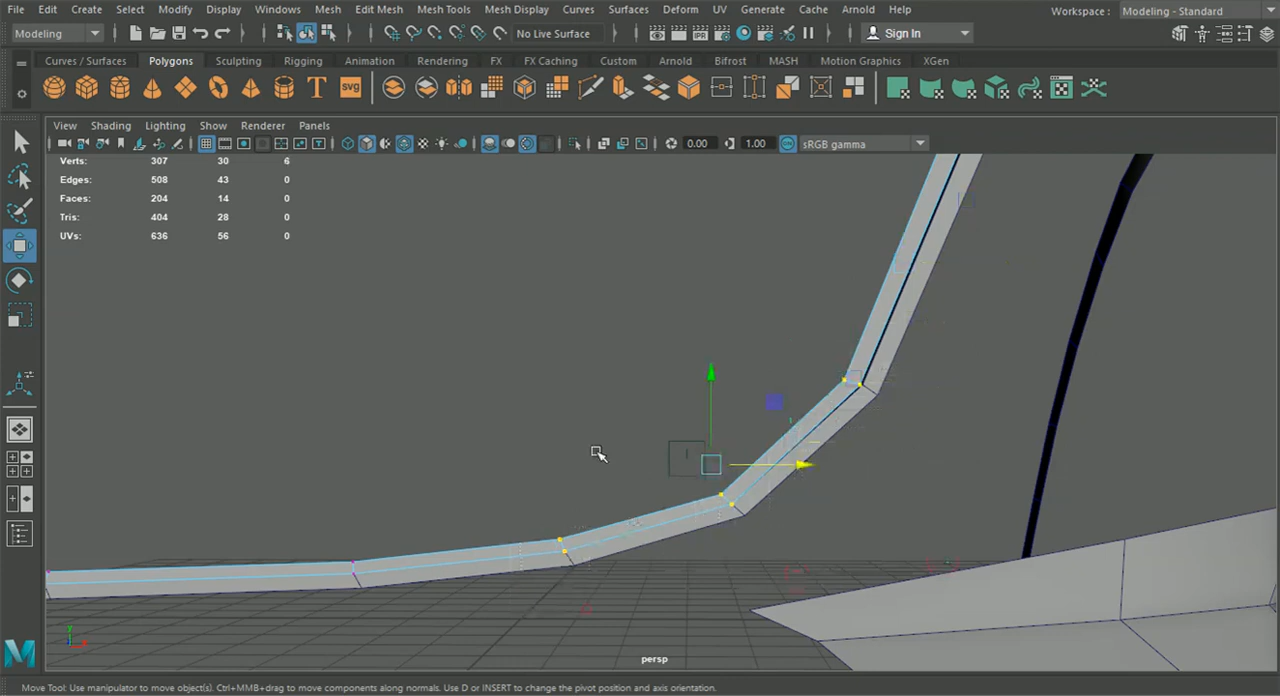 File Edit Create Select Modify Display Windows Mesh Edit Mesh Mesh Tools Mesh Display Curves Surfaces Deform UV Generate Cache Arnold Help Workspace : Modeling - Standard
Modeling No Live Surface IPR Sign In
Curves / Surfaces Polygons Sculpting Rigging Animation Rendering FX FX Caching Custom Arnold Bifrost MASH Motion Graphics XGen
T SVG
View Shading Lighting Show Renderer Panels
0.00 1.00 sRGB gamma
Verts: 307 30 6
Edges: 508 43 0
Faces: 204 14 0
Tris: 404 28 0
UVs: 636 56 0
y
persp
M
Move Tool: Use manipulator to move object(s). Ctrl+MMB+drag to move components along normals. Use D or INSERT to change the pivot position and axis orientation.